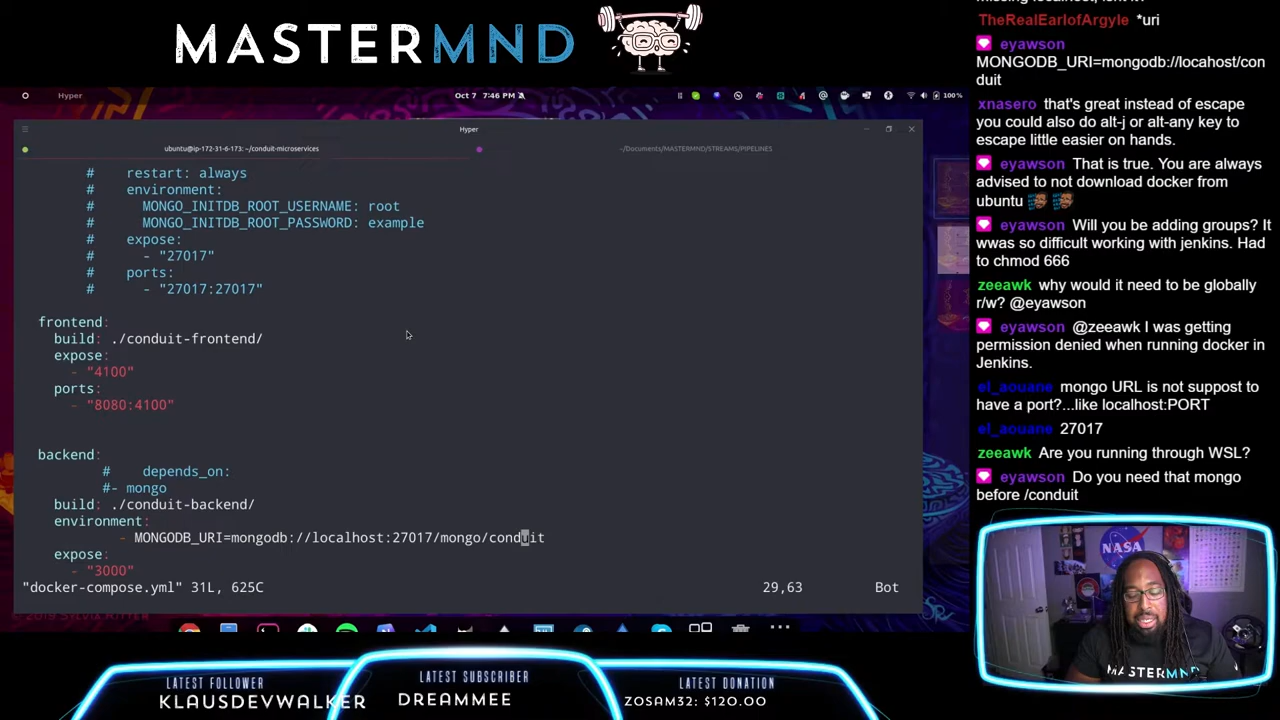 MASTERMND
Hyper
Oct 7 7:46 PM
100%
Hyper
ubuntu@ip-172-31-6-173: ~/conduit-microservices
~/Documents/MASTERMND/STREAMS/PIPELINES
# restart: always
# environment:
# MONGO_INITDB_ROOT_USERNAME: root
# MONGO_INITDB_ROOT_PASSWORD: example
# expose:
# - "27017"
# ports:
# - "27017:27017"
frontend:
build: ./conduit-frontend/
expose:
- "4100"
ports:
- "8080:4100"
backend:
# depends_on:
#- mongo
build: ./conduit-backend/
environment:
- MONGODB_URI=mongodb://localhost:27017/mongo/conduit
expose:
- "3000"
"docker-compose.yml" 31L, 625C 29,63 Bot
TheRealEarlofArgyle *uri
eyawson
MONGODB_URI=mongodb://locahost/con
duit
xnasero that's great instead of escape
you could also do alt-j or alt-any key to
escape little easier on hands.
eyawson That is true. You are always
advised to not download docker from
ubuntu
eyawson Will you be adding groups? It
wwas so difficult working with jenkins. Had
to chmod 666
zeeawk why would it need to be globally
r/w? @eyawson
eyawson @zeeawk I was getting
permission denied when running docker in
Jenkins.
el_aouane mongo URL is not suppost to
have a port?...like localhost:PORT
el_aouane 27017
zeeawk Are you running through WSL?
eyawson Do you need that mongo
before /conduit
NASA
MASTERMND
LATEST FOLLOWER
KLAUSDEVWALKER
LATEST SUBSCRIBER
DREAMMEE
LATEST DONATION
ZOSAM32: $120.00